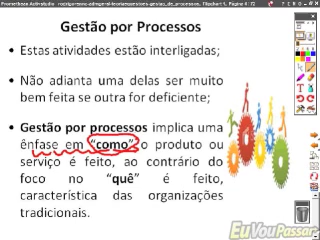 Gestão por Processos
• Estas atividades estão interligadas;
• Não adianta uma delas ser muito
bem feita se outra for deficiente;
• Gestão por processos implica uma
ênfase em “como” o produto ou
serviço é feito, ao contrário do
foco no “quê” é feito,
característica das organizações
tradicionais.
EuVouPassar